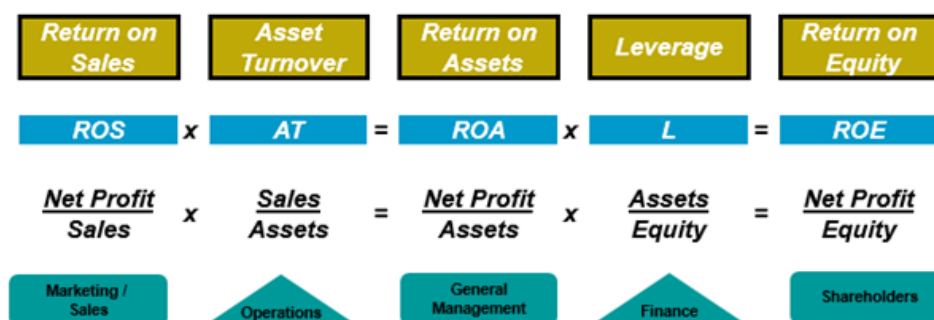 Return on
Sales
Asset
Turnover
Return on
Assets
Leverage
Return on
Equity
ROS x AT = ROA x L = ROE
Net Profit x Sales = Net Profit x Assets = Net Profit
Sales Assets Assets Equity Equity
Marketing /
Sales
Operations
General
Management
Finance
Shareholders